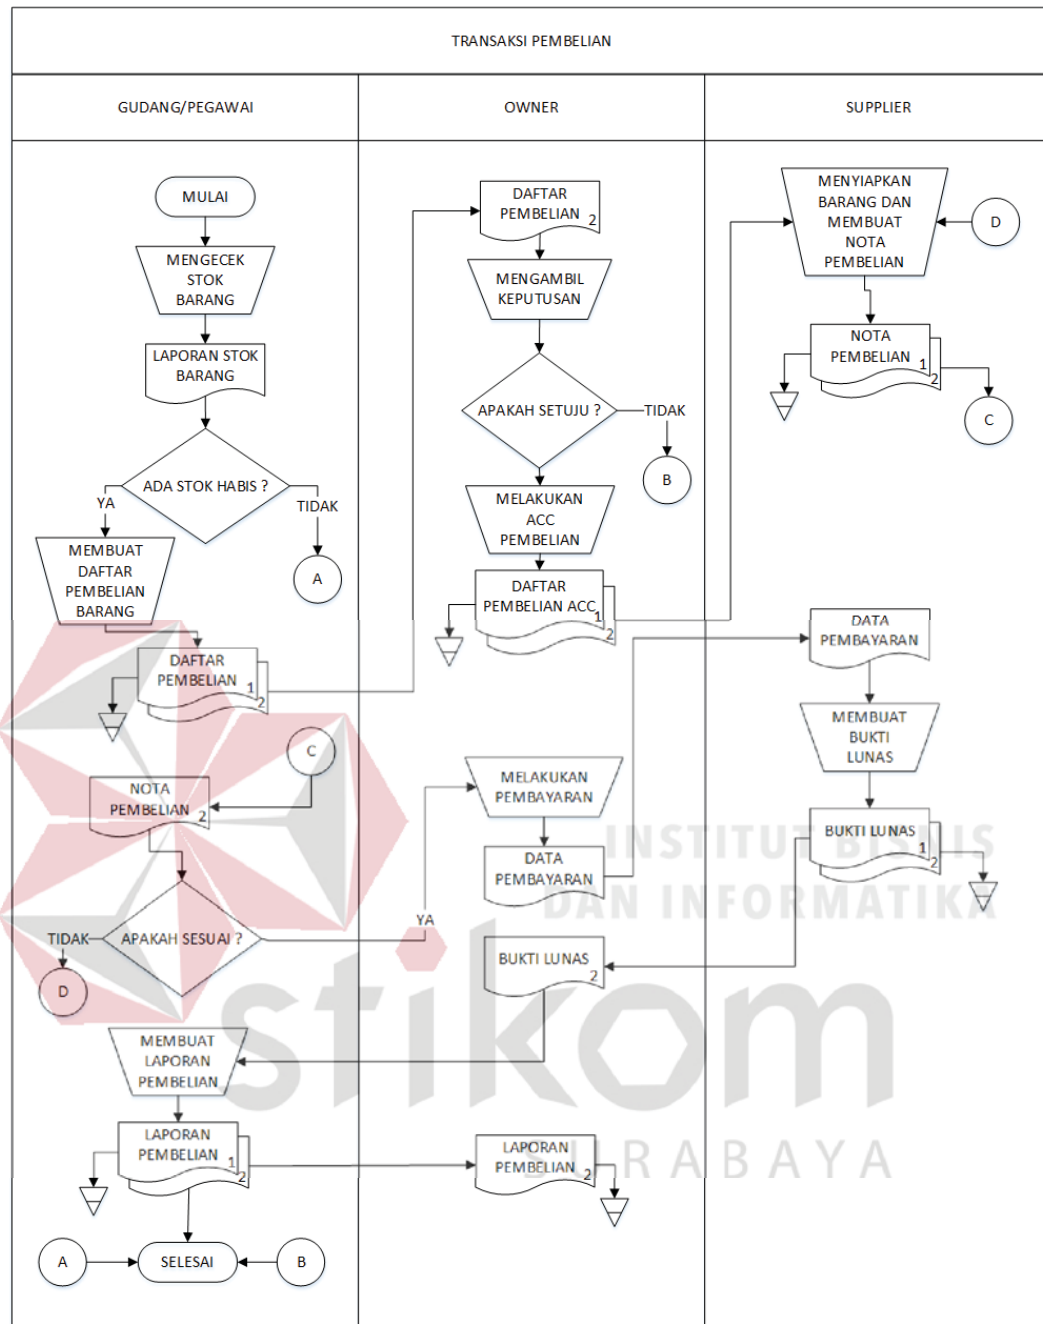 TRANSAKSI PEMBELIAN
GUDANG/PEGAWAI
OWNER
SUPPLIER
MULAI
MENGECEK
STOK
BARANG
LAPORAN STOK
BARANG
ADA STOK HABIS ?
YA
TIDAK
A
MEMBUAT
DAFTAR
PEMBELIAN
BARANG
DAFTAR
PEMBELIAN
1
2
C
NOTA
PEMBELIAN
2
APAKAH SESUAI ?
TIDAK
YA
D
MEMBUAT
LAPORAN
PEMBELIAN
LAPORAN
PEMBELIAN
1
2
A
SELESAI
B
DAFTAR
PEMBELIAN
2
MENGAMBIL
KEPUTUSAN
APAKAH SETUJU ?
TIDAK
B
MELAKUKAN
ACC
PEMBELIAN
DAFTAR
PEMBELIAN ACC
1
2
MELAKUKAN
PEMBAYARAN
DATA
PEMBAYARAN
BUKTI LUNAS
2
LAPORAN
PEMBELIAN
2
MENYIAPKAN
BARANG DAN
MEMBUAT
NOTA
PEMBELIAN
D
NOTA
PEMBELIAN
1
2
C
DATA
PEMBAYARAN
MEMBUAT
BUKTI
LUNAS
BUKTI LUNAS
1
2
INSTITUT BISNIS
DAN INFORMATIKA
stikom
SURABAYA